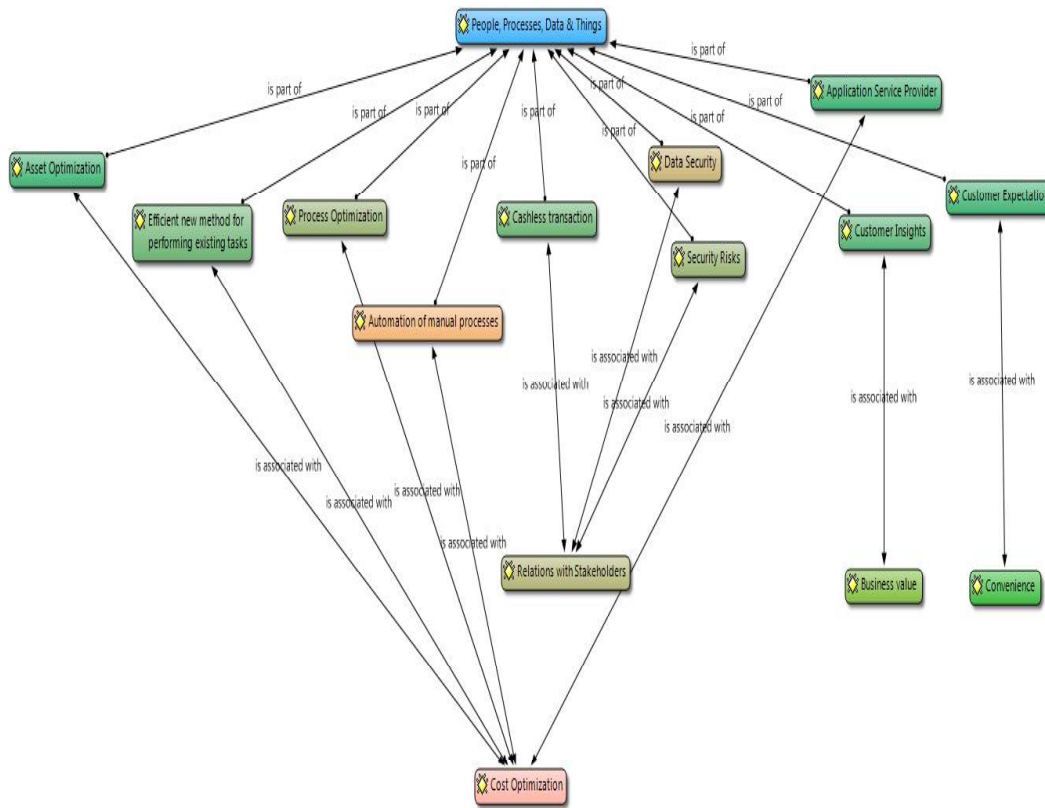 People, Processes, Data & Things
is part of
is part of
is part of
is part of
is part of
is part of
is part of
is part of
is part of
is part of
Application Service Provider
Asset Optimization
Data Security
Customer Expectatio
Efficient new method for
performing existing tasks
Process Optimization
Cashless transaction
Customer Insights
Security Risks
Automation of manual processes
is associated with
is associated with
is associated with
is associated with
is associated with
is associated with
is associated with
is associated with
is associated with
is associated with
Relations with Stakeholders
Business value
Convenience
Cost Optimization